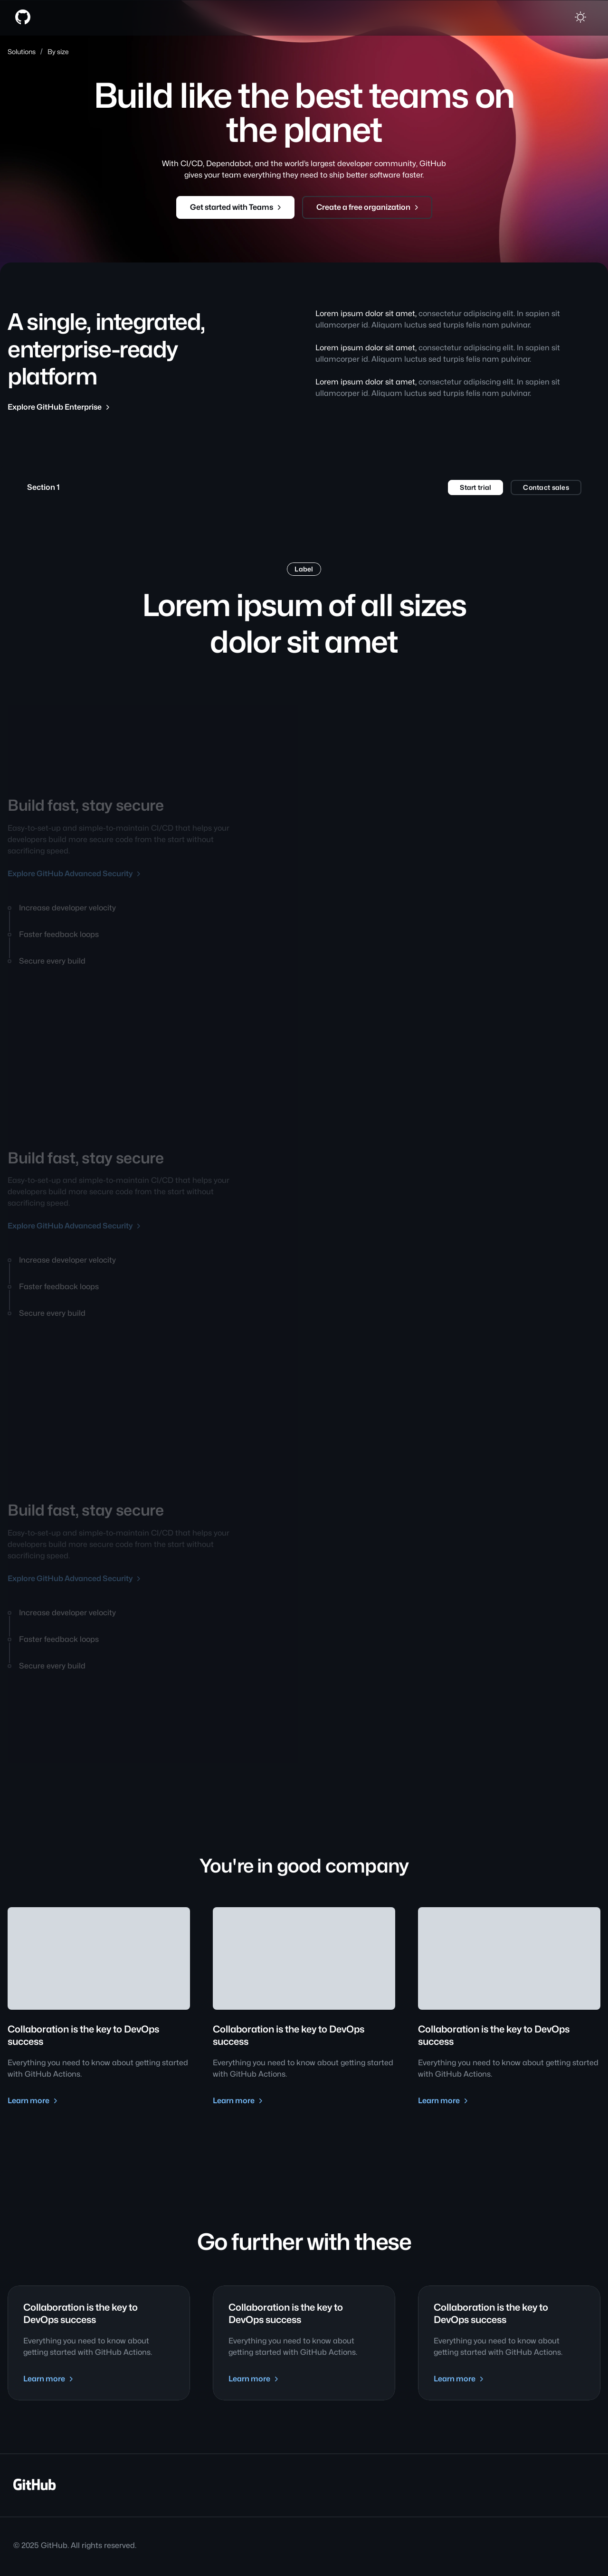 Solutions / By size
Build like the best teams on
the planet
With CI/CD, Dependabot, and the world's largest developer community, GitHub
gives your team everything they need to ship better software faster.
Get started with Teams
Create a free organization
A single, integrated,
enterprise-ready
platform
Explore GitHub Enterprise
Lorem ipsum dolor sit amet, consectetur adipiscing elit. In sapien sit
ullamcorper id. Aliquam luctus sed turpis felis nam pulvinar.
Lorem ipsum dolor sit amet, consectetur adipiscing elit. In sapien sit
ullamcorper id. Aliquam luctus sed turpis felis nam pulvinar.
Lorem ipsum dolor sit amet, consectetur adipiscing elit. In sapien sit
ullamcorper id. Aliquam luctus sed turpis felis nam pulvinar.
Section 1
Start trial
Contact sales
Label
Lorem ipsum of all sizes
dolor sit amet
Build fast, stay secure
Easy-to-set-up and simple-to-maintain CI/CD that helps your
developers build more secure code from the start without
sacrificing speed.
Explore GitHub Advanced Security
Increase developer velocity
Faster feedback loops
Secure every build
Build fast, stay secure
Easy-to-set-up and simple-to-maintain CI/CD that helps your
developers build more secure code from the start without
sacrificing speed.
Explore GitHub Advanced Security
Increase developer velocity
Faster feedback loops
Secure every build
Build fast, stay secure
Easy-to-set-up and simple-to-maintain CI/CD that helps your
developers build more secure code from the start without
sacrificing speed.
Explore GitHub Advanced Security
Increase developer velocity
Faster feedback loops
Secure every build
You're in good company
Collaboration is the key to DevOps
success
Everything you need to know about getting started
with GitHub Actions.
Learn more
Collaboration is the key to DevOps
success
Everything you need to know about getting started
with GitHub Actions.
Learn more
Collaboration is the key to DevOps
success
Everything you need to know about getting started
with GitHub Actions.
Learn more
Go further with these
Collaboration is the key to
DevOps success
Everything you need to know about
getting started with GitHub Actions.
Learn more
Collaboration is the key to
DevOps success
Everything you need to know about
getting started with GitHub Actions.
Learn more
Collaboration is the key to
DevOps success
Everything you need to know about
getting started with GitHub Actions.
Learn more
GitHub
© 2025 GitHub. All rights reserved.